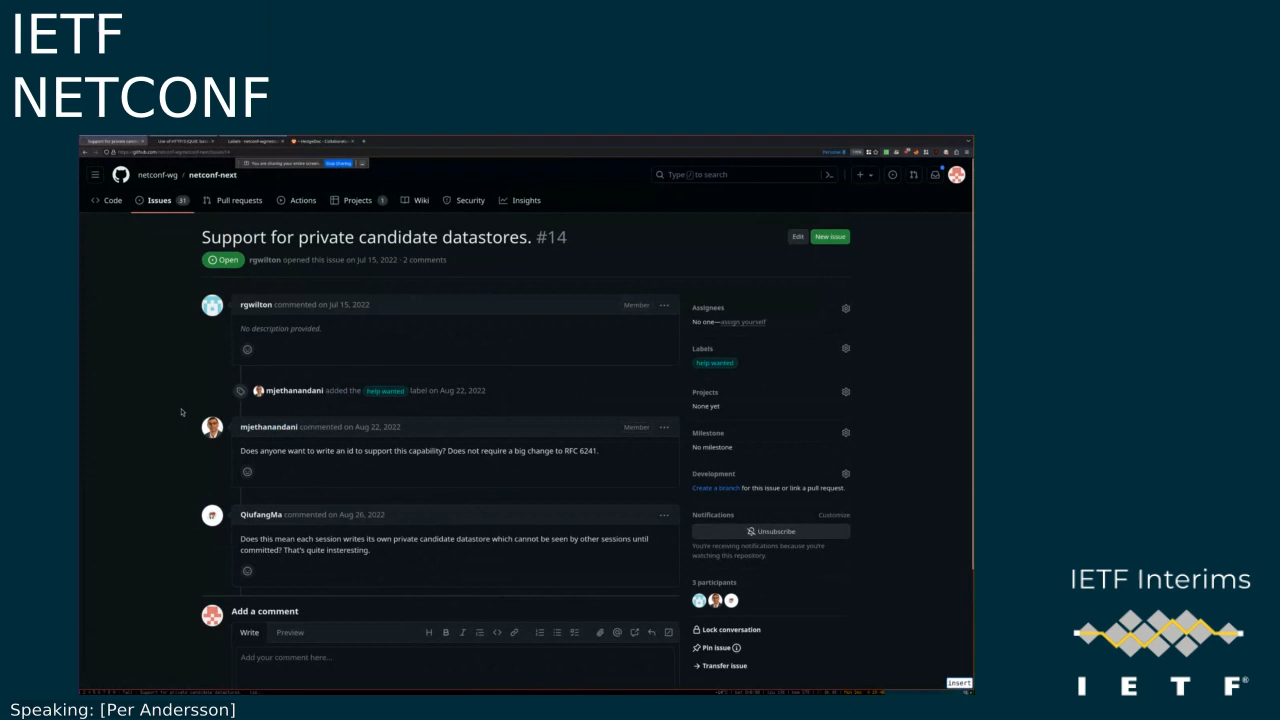 IETF
NETCONF
You are sharing your entire screen. Stop Sharing
netconf-wg / netconf-next
Type / to search
Code Issues 31 Pull requests Actions Projects 1 Wiki Security Insights
Support for private candidate datastores. #14
Edit New issue
Open rgwilton opened this issue on Jul 15, 2022 · 2 comments
rgwilton commented on Jul 15, 2022 Member
No description provided.
mjethanandani added the help wanted label on Aug 22, 2022
mjethanandani commented on Aug 22, 2022 Member
Does anyone want to write an id to support this capability? Does not require a big change to RFC 6241.
QiufangMa commented on Aug 26, 2022
Does this mean each session writes its own private candidate datastore which cannot be seen by other sessions until
committed? That's quite insteresting.
Add a comment
Write Preview
Add your comment here...
Assignees
No one—assign yourself
Labels
help wanted
Projects
None yet
Milestone
No milestone
Development
Create a branch for this issue or link a pull request.
Notifications Customize
Unsubscribe
You're receiving notifications because you're
watching this repository.
3 participants
Lock conversation
Pin issue
Transfer issue
insert
IETF Interims
I E T F®
Speaking: [Per Andersson]